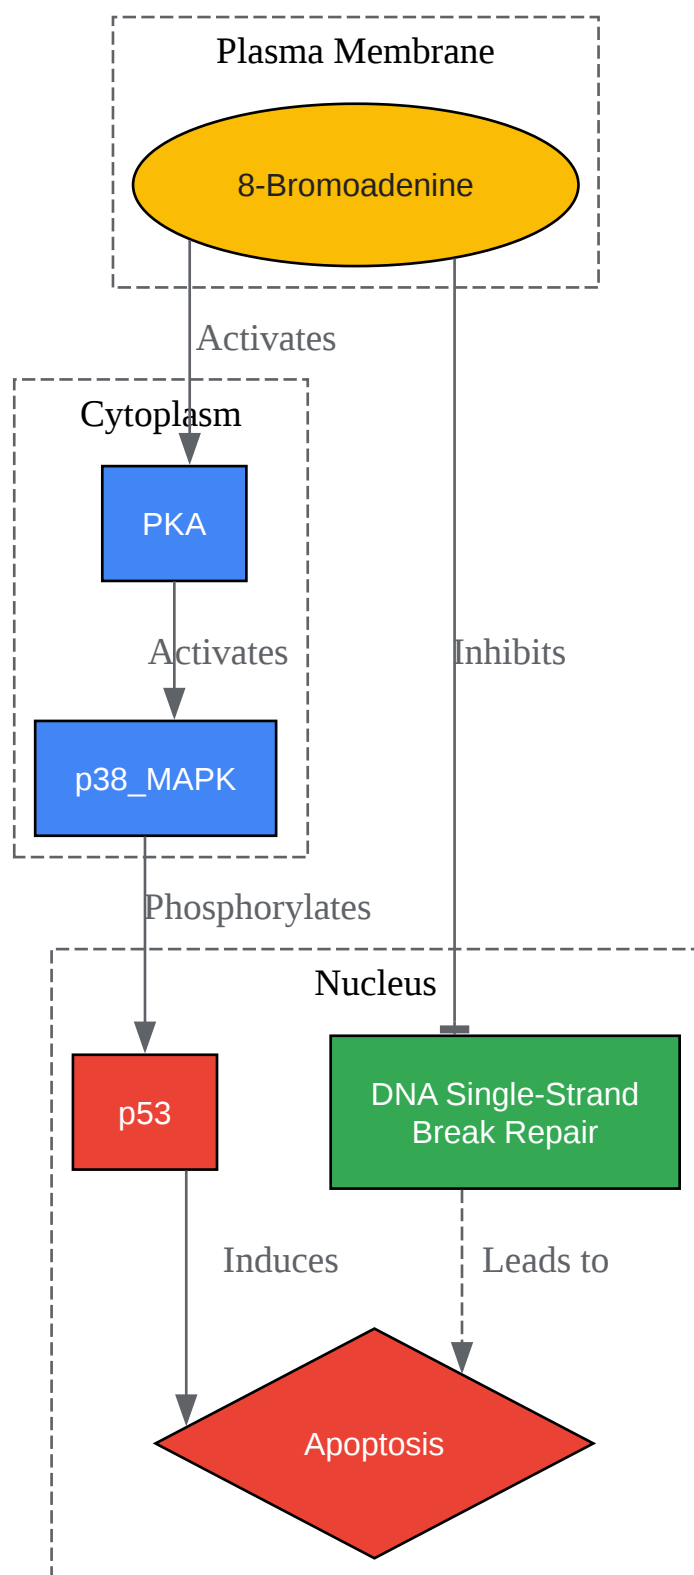 Plasma Membrane
8-Bromoadenine
Activates
Cytoplasm
PKA
Activates
Inhibits
p38_MAPK
Phosphorylates
Nucleus
p53
DNA Single-Strand
Break Repair
Induces
Leads to
Apoptosis